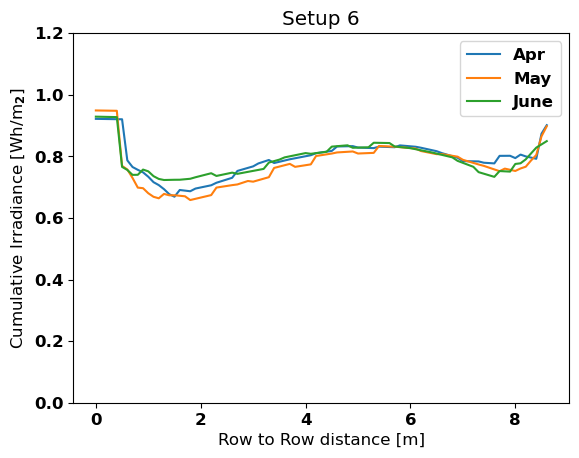 Setup 6
Cumulative Irradiance [Wh/m²]
1.2
1.0
0.8
0.6
0.4
0.2
0.0
Apr
May
June
0 2 4 6 8
Row to Row distance [m]